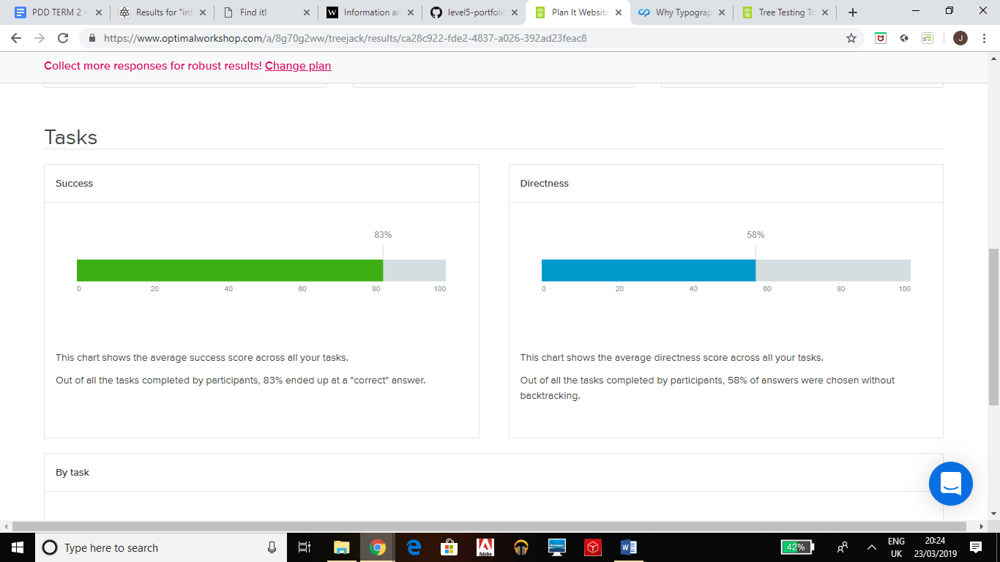 PDD TERM 2 -
Results for "inf
Find it!
Information an
level5-portfolio
Plan It Website
Why Typograp
Tree Testing To
https://www.optimalworkshop.com/a/8g70g2ww/treejack/results/ca28c922-fde2-4837-a026-392ad23feac8
J
Collect more responses for robust results! Change plan
Tasks
Success
83%
0 20 40 60 80 100
This chart shows the average success score across all your tasks.
Out of all the tasks completed by participants, 83% ended up at a "correct" answer.
Directness
58%
0 20 40 60 80 100
This chart shows the average directness score across all your tasks.
Out of all the tasks completed by participants, 58% of answers were chosen without
backtracking.
By task
Type here to search
Adobe
42%
ENG
UK
20:24
23/03/2019